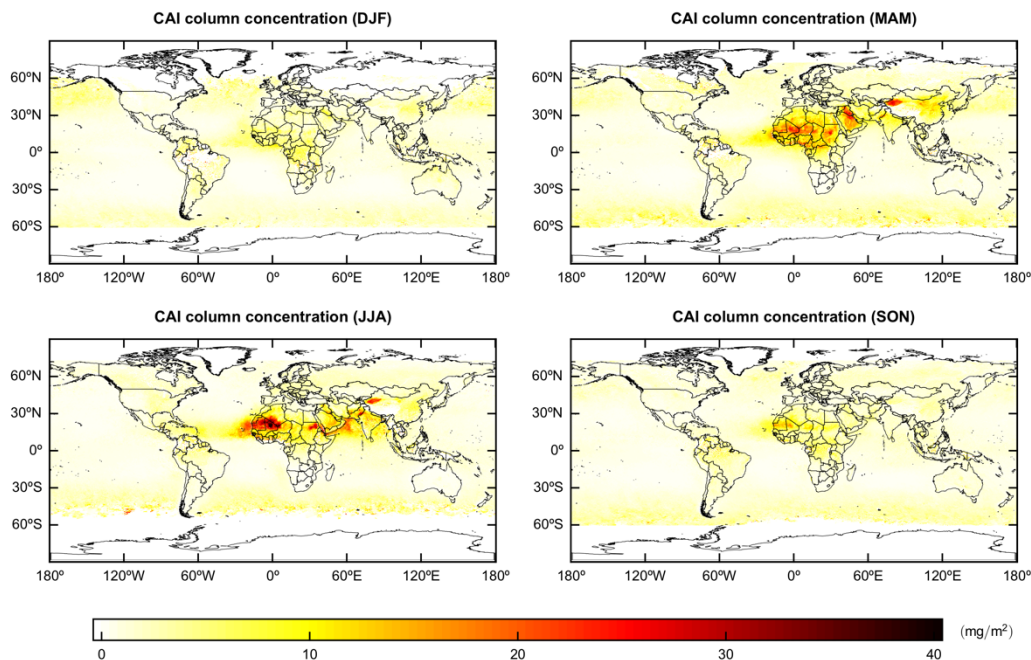 CAI column concentration (DJF)
CAI column concentration (MAM)
60ºN
30ºN
0º
30ºS
60ºS
180º 120ºW 60ºW 0º 60ºE 120ºE 180º
60ºN
30ºN
0º
30ºS
60ºS
180º 120ºW 60ºW 0º 60ºE 120ºE 180º
CAI column concentration (JJA)
CAI column concentration (SON)
60ºN
30ºN
0º
30ºS
60ºS
180º 120ºW 60ºW 0º 60ºE 120ºE 180º
60ºN
30ºN
0º
30ºS
60ºS
180º 120ºW 60ºW 0º 60ºE 120ºE 180º
0 10 20 30 40 (mg/m²)